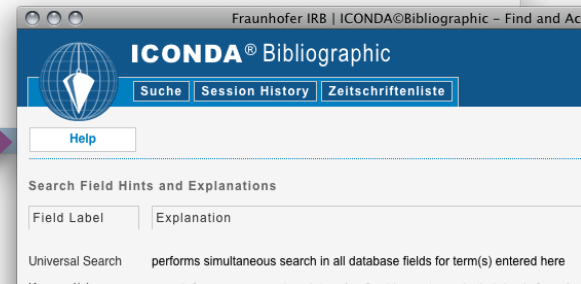 Fraunhofer IRB | ICONDA©Bibliographic – Find and Ac
ICONDA® Bibliographic
Suche Session History Zeitschriftenliste
Help
Search Field Hints and Explanations
Field Label Explanation
Universal Search performs simultaneous search in all database fields for term(s) entered here